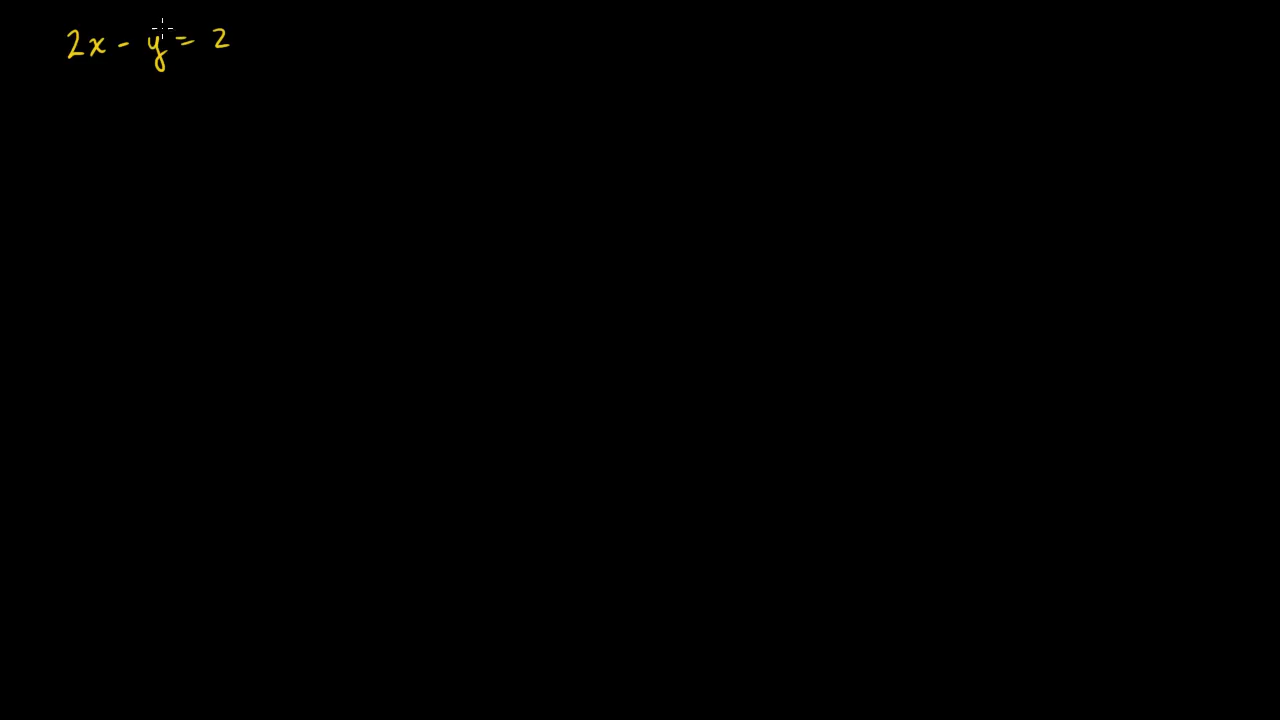 2x - y = 2